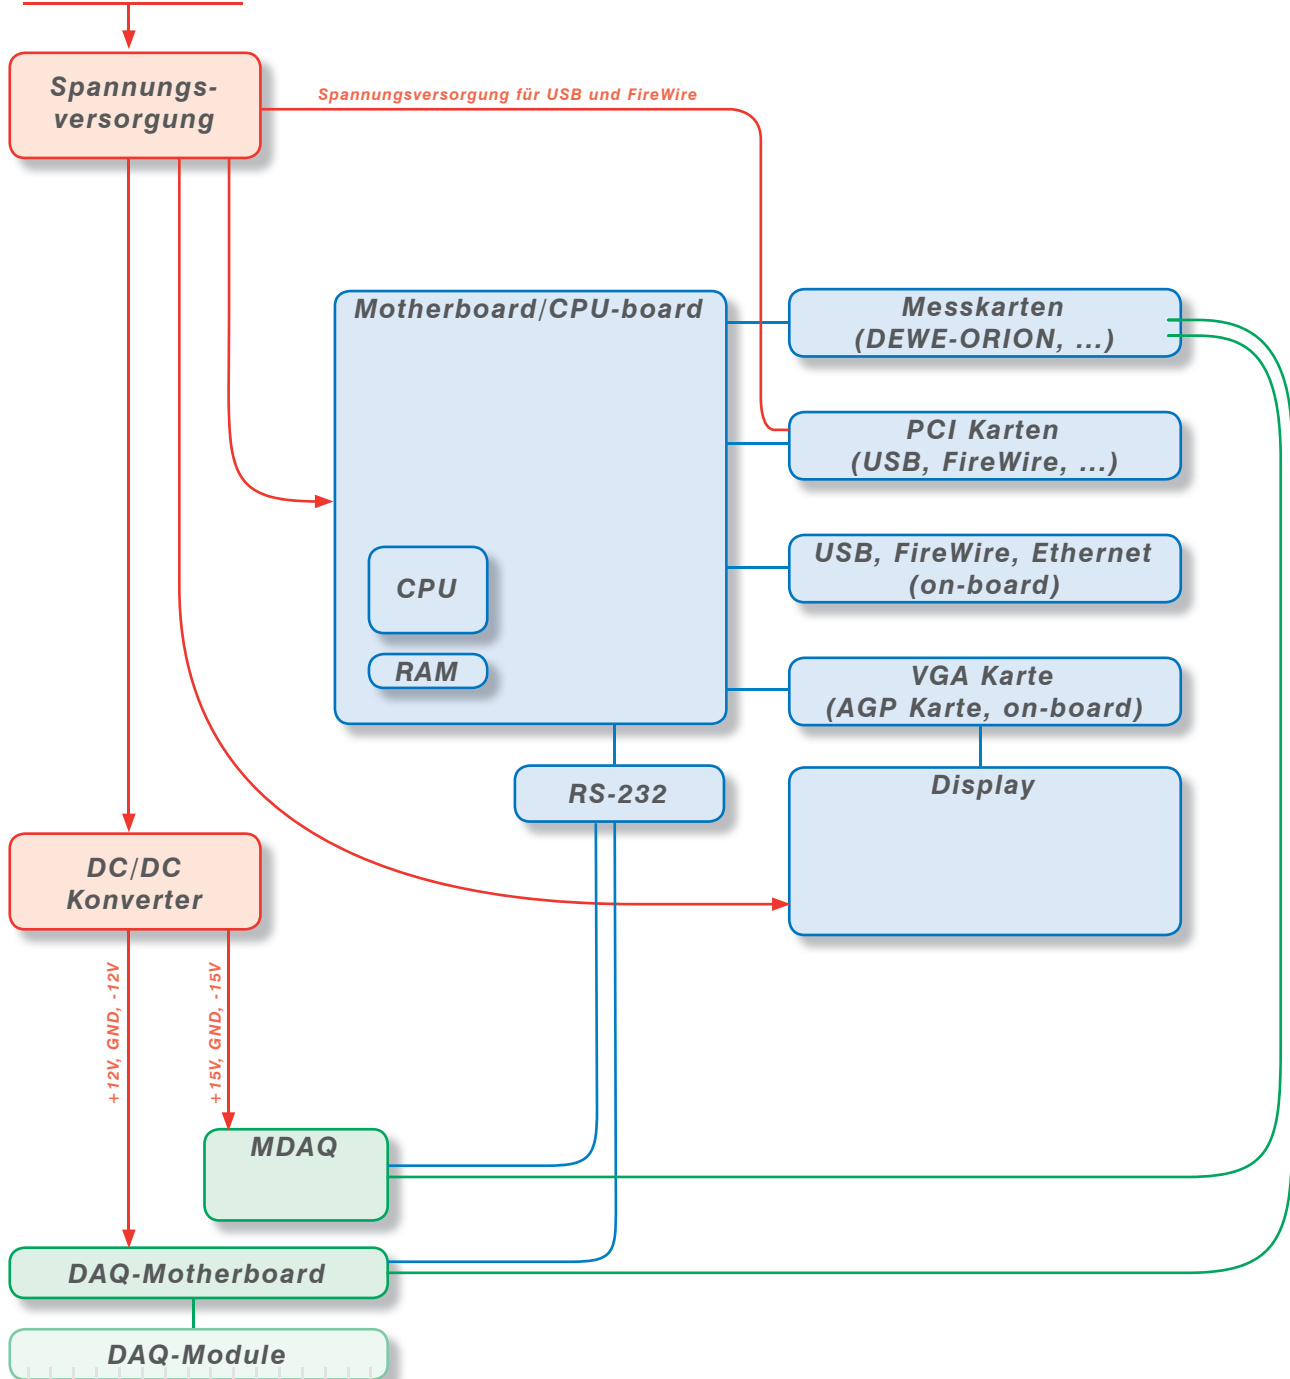 Spannungs-
versorgung
Spannungsversorgung für USB und FireWire
Motherboard/CPU-board
Messkarten
(DEWE-ORION, ...)
PCI Karten
(USB, FireWire, ...)
USB, FireWire, Ethernet
(on-board)
CPU
RAM
VGA Karte
(AGP Karte, on-board)
RS-232
Display
DC/DC
Konverter
+12V, GND, -12V
+15V, GND, -15V
MDAQ
DAQ-Motherboard
DAQ-Module